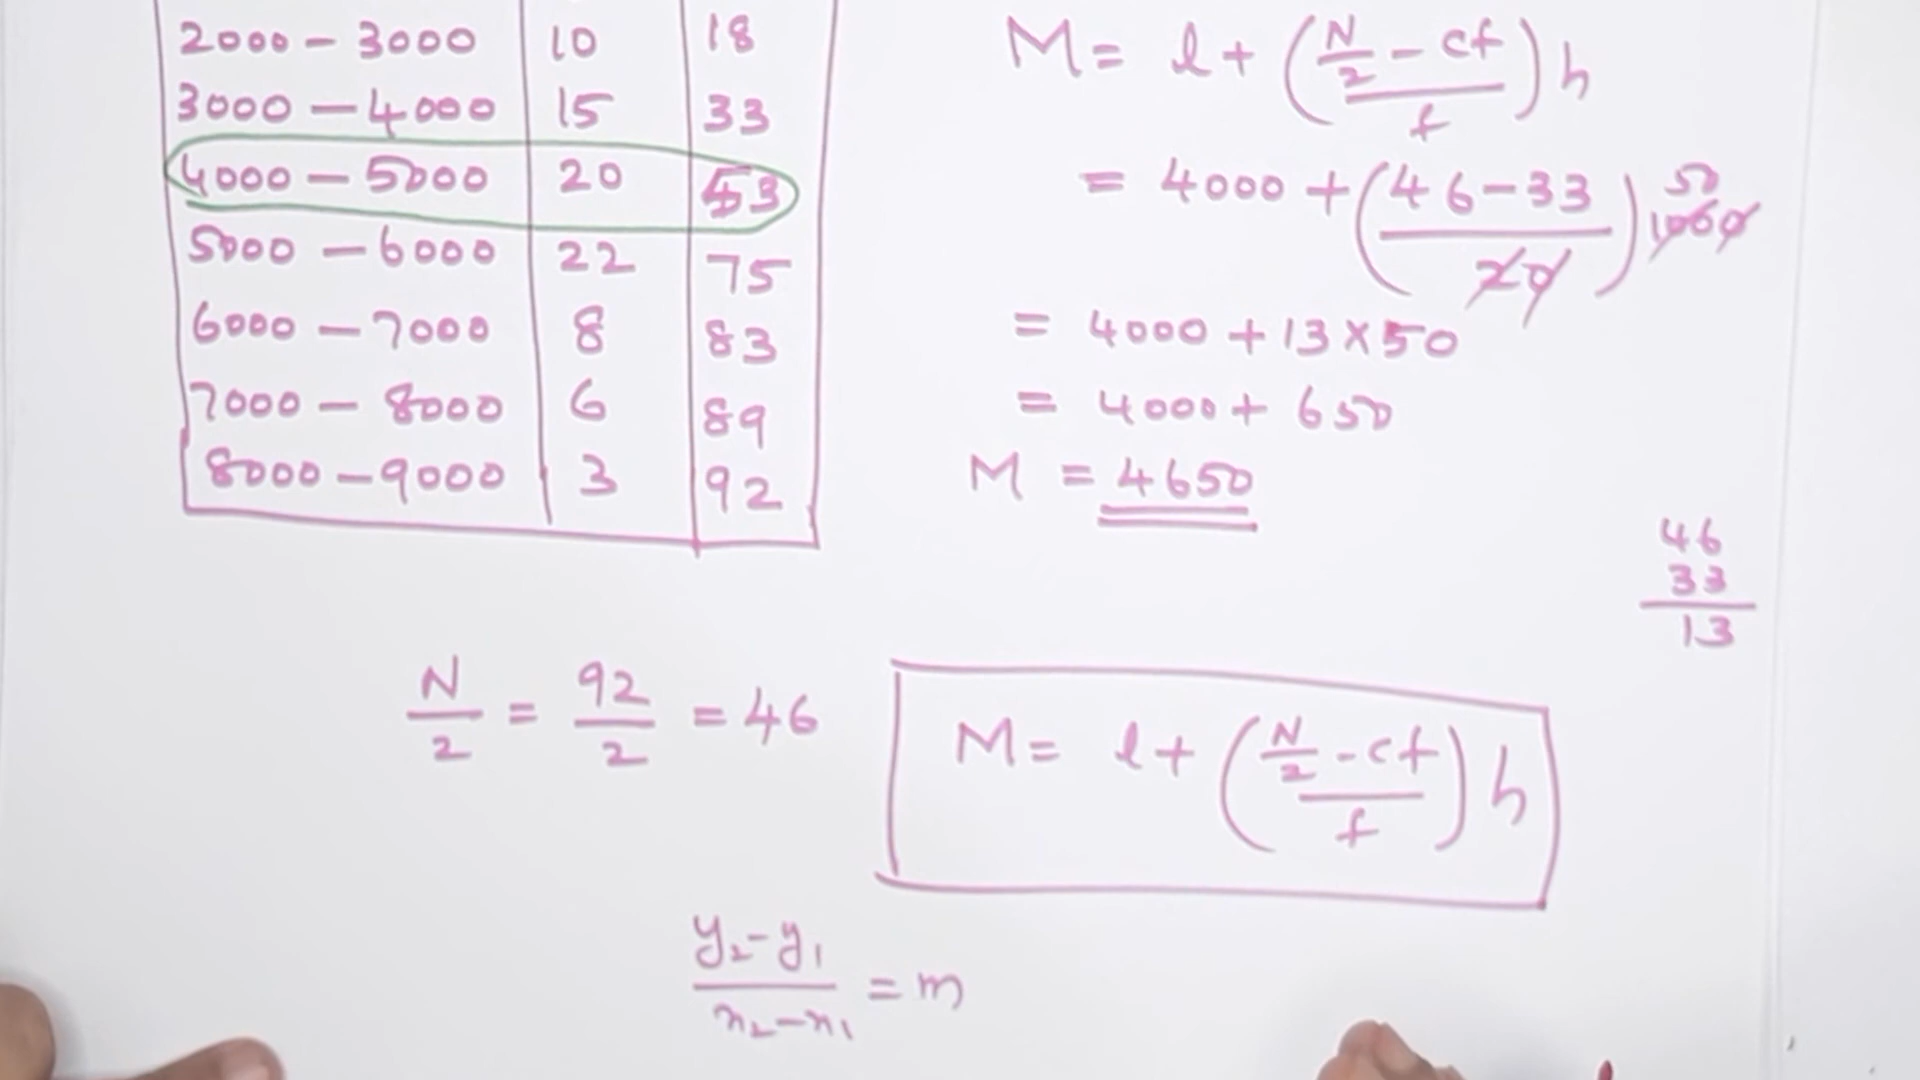 2000 – 3000 10 18
3000 – 4000 15 33
4000 – 5000 20 53
5000 – 6000 22 75
6000 – 7000 8 83
7000 – 8000 6 89
8000 – 9000 3 92
M = l + (N/2 – cf / f) h
= 4000 + (46 – 33 / 20) 1000 50
= 4000 + 13 × 50
= 4000 + 650
M = 4650
46
33
13
N/2 = 92/2 = 46
M = l + (N/2 – cf / f) h
y₂ – y₁ / x₂ – x₁ = m